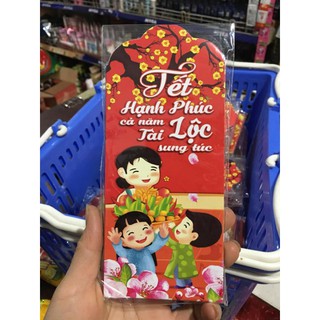 Tết
Hạnh Phúc
cả năm
Tài Lộc
sung túc